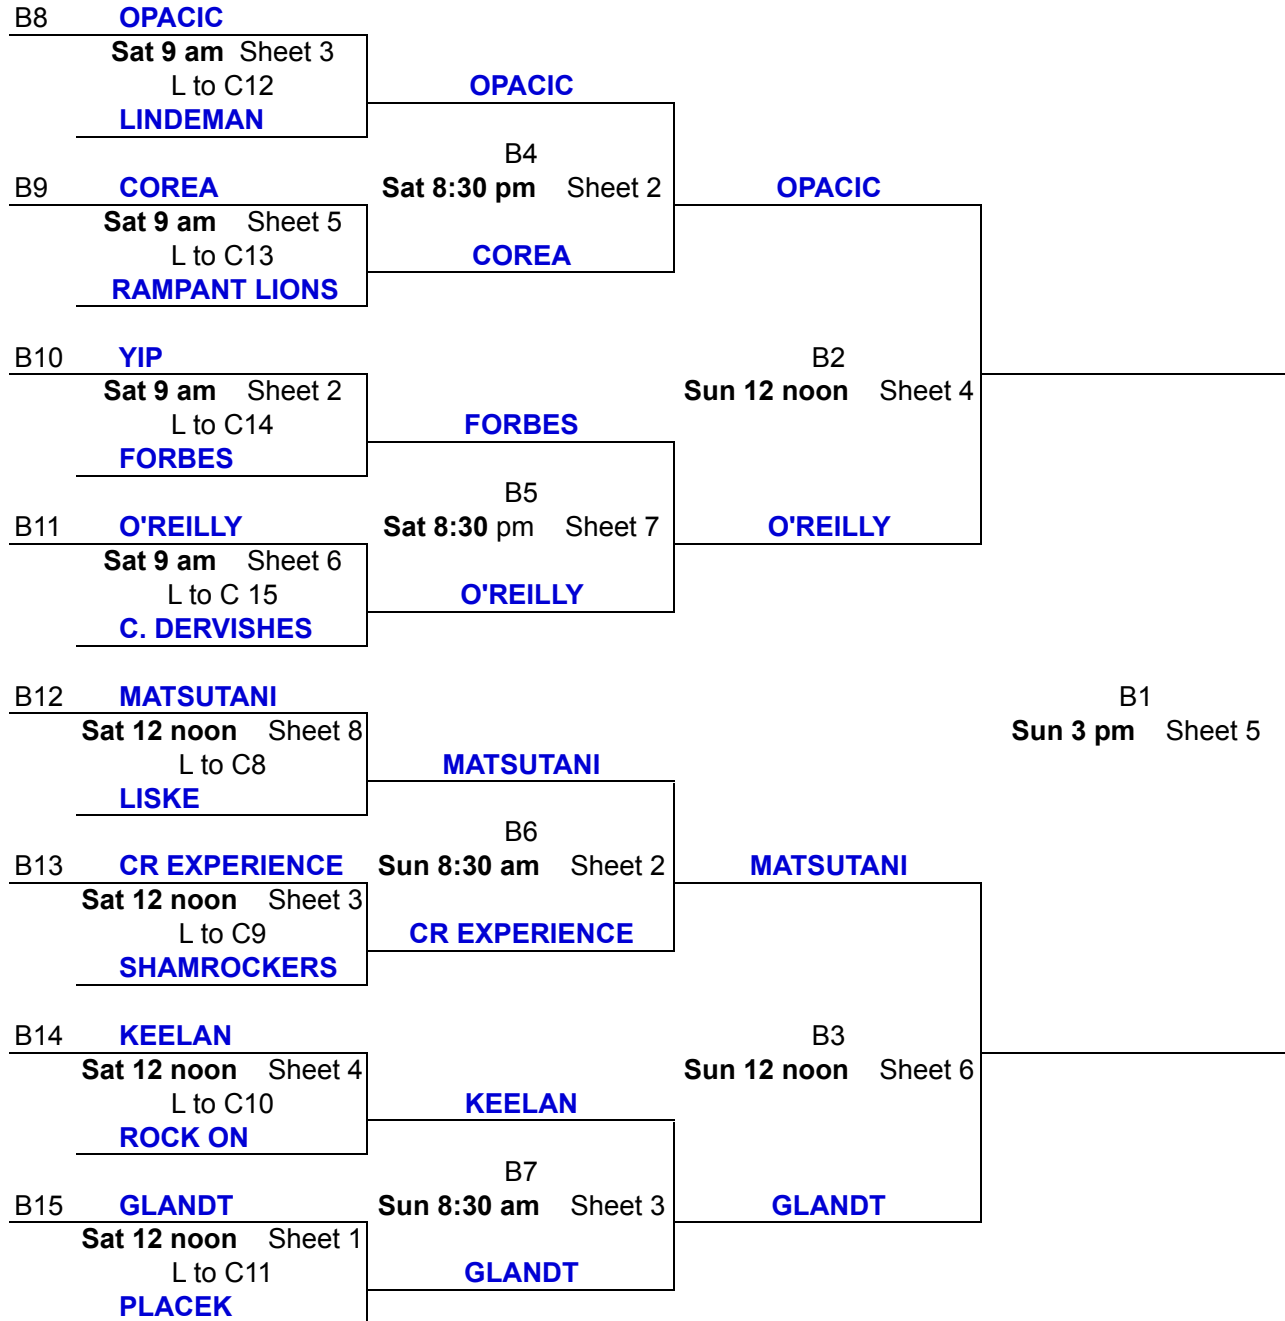 B8 OPACIC
Sat 9 am Sheet 3
L to C12 OPACIC
LINDEMAN
B4
B9 COREA Sat 8:30 pm Sheet 2 OPACIC
Sat 9 am Sheet 5
L to C13 COREA
RAMPANT LIONS
B10 YIP B2
Sat 9 am Sheet 2 Sun 12 noon Sheet 4
L to C14 FORBES
FORBES
B5
B11 O'REILLY Sat 8:30 pm Sheet 7 O'REILLY
Sat 9 am Sheet 6
L to C 15 O'REILLY
C. DERVISHES
B12 MATSUTANI B1
Sat 12 noon Sheet 8 Sun 3 pm Sheet 5
L to C8 MATSUTANI
LISKE
B6
B13 CR EXPERIENCE Sun 8:30 am Sheet 2 MATSUTANI
Sat 12 noon Sheet 3
L to C9 CR EXPERIENCE
SHAMROCKERS
B14 KEELAN B3
Sat 12 noon Sheet 4 Sun 12 noon Sheet 6
L to C10 KEELAN
ROCK ON
B7
B15 GLANDT Sun 8:30 am Sheet 3 GLANDT
Sat 12 noon Sheet 1
L to C11 GLANDT
PLACEK